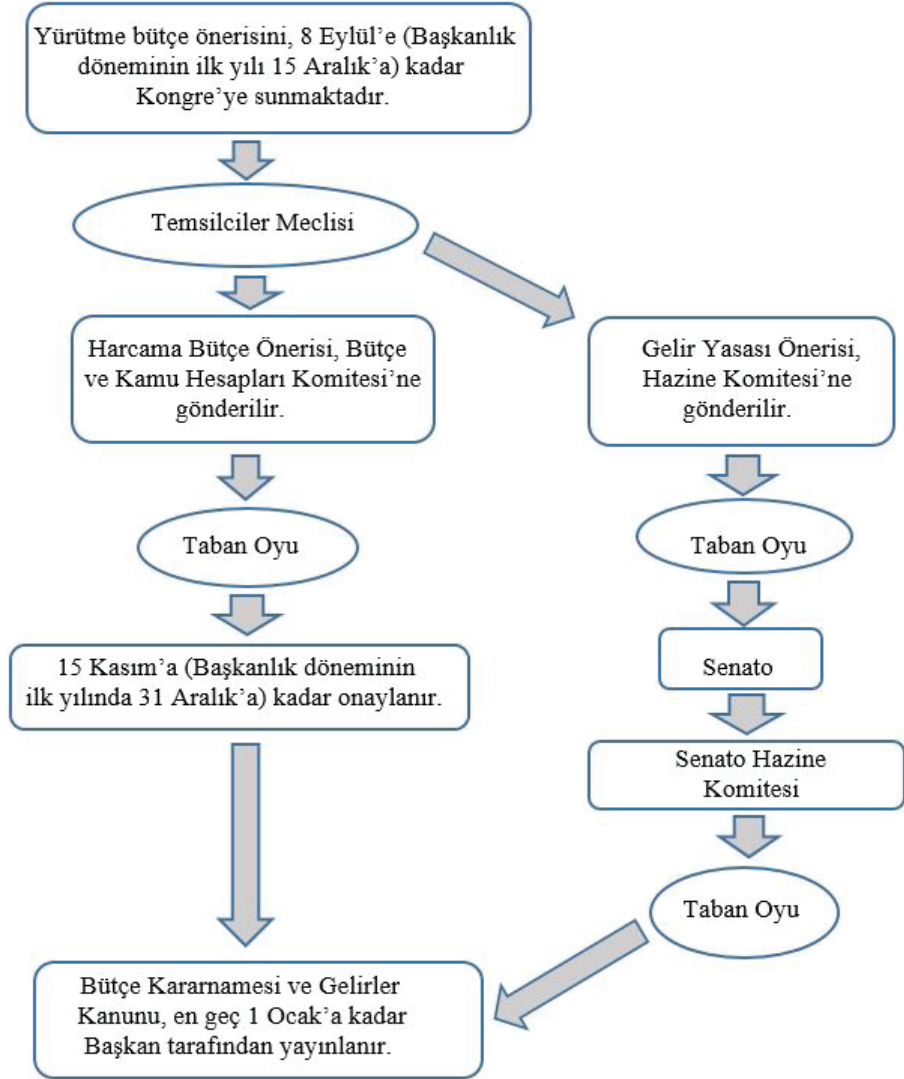 Yürütme bütçe önerisini, 8 Eylül’e (Başkanlık
döneminin ilk yılı 15 Aralık’a) kadar
Kongre’ye sunmaktadır.
Temsilciler Meclisi
Harcama Bütçe Önerisi, Bütçe
ve Kamu Hesapları Komitesi’ne
gönderilir.
Gelir Yasası Önerisi,
Hazine Komitesi’ne
gönderilir.
Taban Oyu
Taban Oyu
15 Kasım’a (Başkanlık döneminin
ilk yılında 31 Aralık’a) kadar onaylanır.
Senato
Senato Hazine
Komitesi
Taban Oyu
Bütçe Kararnamesi ve Gelirler
Kanunu, en geç 1 Ocak’a kadar
Başkan tarafından yayınlanır.